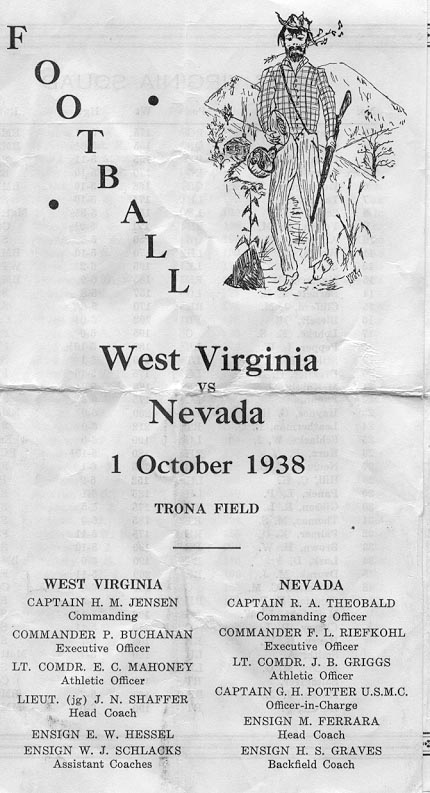 FOOTBALL
West Virginia
vs
Nevada
1 October 1938
TRONA FIELD
WEST VIRGINIA
CAPTAIN H. M. JENSEN
Commanding
COMMANDER P. BUCHANAN
Executive Officer
LT. COMDR. E. C. MAHONEY
Athletic Officer
LIEUT. (jg) J. N. SHAFFER
Head Coach
ENSIGN E. W. HESSEL
ENSIGN W. J. SCHLACKS
Assistant Coaches
NEVADA
CAPTAIN R. A. THEOBALD
Commanding Officer
COMMANDER F. L. RIEFKOHL
Executive Officer
LT. COMDR. J. B. GRIGGS
Athletic Officer
CAPTAIN G. H. POTTER U.S.M.C.
Officer-in-Charge
ENSIGN M. FERRARA
Head Coach
ENSIGN H. S. GRAVES
Backfield Coach